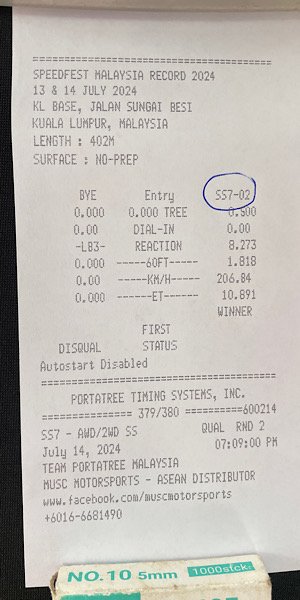 ==========================================
SPEEDFEST MALAYSIA RECORD 2024
13 & 14 JULY 2024
KL BASE, JALAN SUNGAI BESI
KUALA LUMPUR, MALAYSIA
LENGTH : 402M
SURFACE : NO-PREP
BYE Entry SS7-02
0.000 0.000 TREE 0.500
0.00 DIAL-IN 0.00
-LB3- REACTION 8.273
0.000 ------60FT----- 1.818
0.00 -----KM/H----- 206.84
0.000 ------ET------ 10.891
WINNER
FIRST
DISQUAL STATUS
Autostart Disabled
==========================================
PORTATREE TIMING SYSTEMS, INC.
================ 379/380 ==========600214
SS7 - AWD/2WD SS QUAL RND 2
July 14, 2024 07:09:00 PM
TEAM PORTATREE MALAYSIA
MUSC MOTORSPORTS - ASEAN DISTRIBUTOR
www.facebook.com/muscmotorsports
+6016-6681490
NO.10 5mm 1000stck.